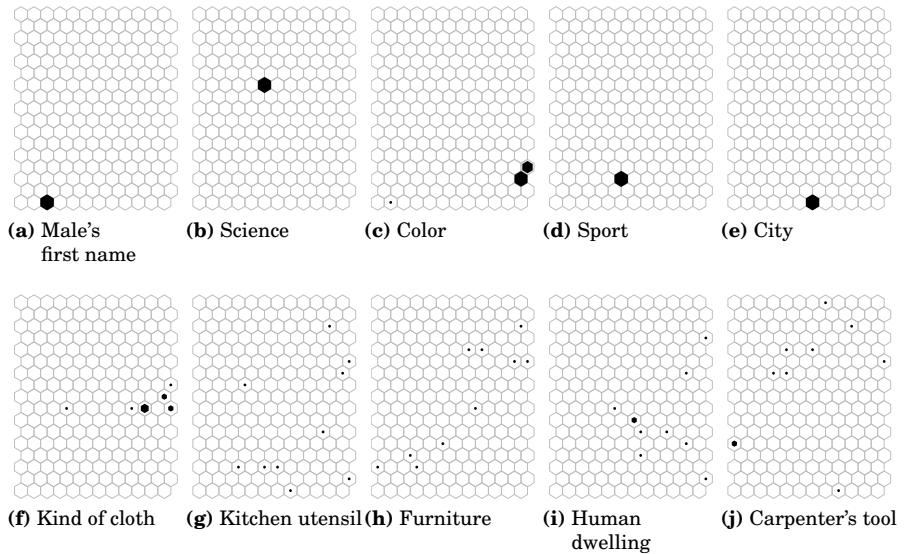 (a) Male's first name
(b) Science
(c) Color
(d) Sport
(e) City
(f) Kind of cloth
(g) Kitchen utensil
(h) Furniture
(i) Human dwelling
(j) Carpenter's tool